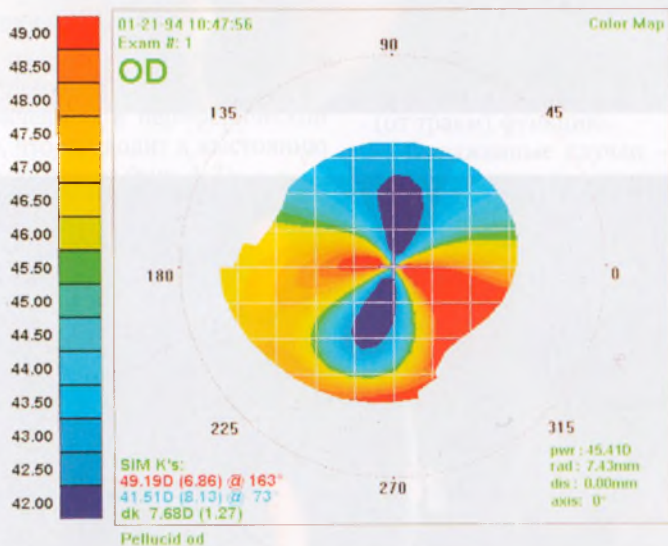 01-21-94 10:47:56
Exam #: 1
OD
Color Map
49.00
48.50
48.00
47.50
47.00
46.50
46.00
45.50
45.00
44.50
44.00
43.50
43.00
42.50
42.00
90
45
0
315
270
225
180
135
SIM K's:
49.19D (6.86) @ 163°
41.51D (8.13) @ 73°
dk 7.68D (1.27)
pwr : 45.41D
rad : 7.43mm
dis : 0.00mm
axis: 0°
Pellucid od